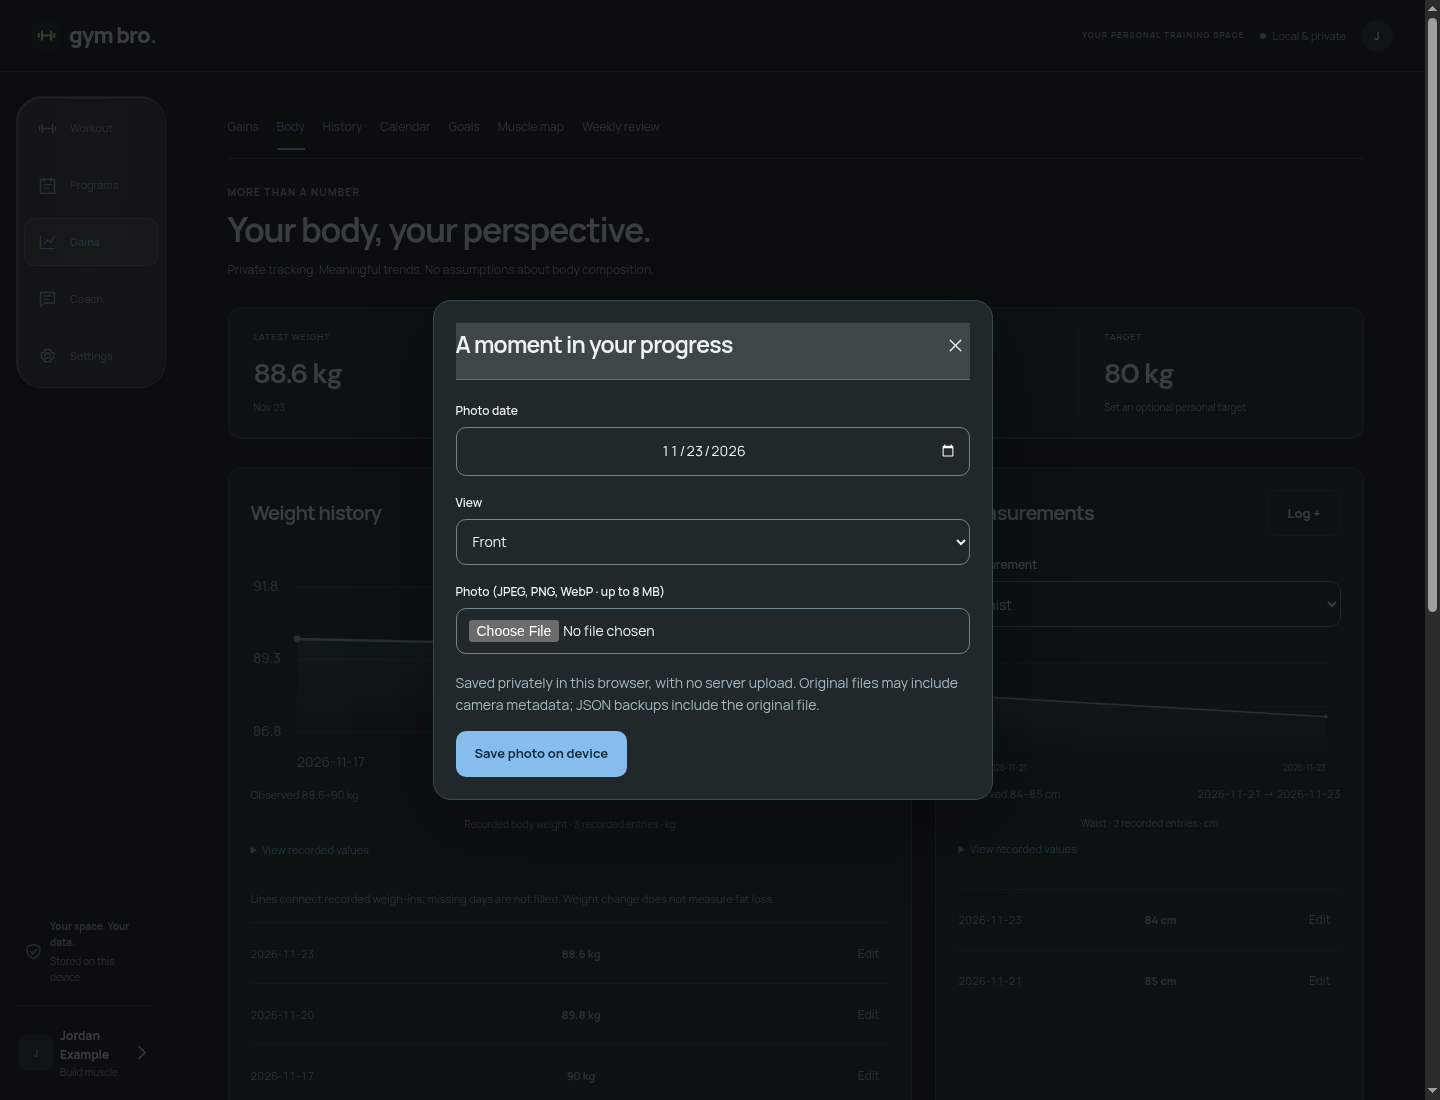 gym bro.
YOUR PERSONAL TRAINING SPACE
Local & private
J
Workout
Programs
Gains
Coach
Settings
Gains Body History Calendar Goals Muscle map Weekly review
MORE THAN A NUMBER
Your body, your perspective.
Private tracking. Meaningful trends. No assumptions about body composition.
LATEST WEIGHT
88.6 kg
Nov 23
TARGET
80 kg
Set an optional personal target
A moment in your progress
Photo date
11/23/2026
View
Front
Photo (JPEG, PNG, WebP · up to 8 MB)
Choose File No file chosen
Saved privately in this browser, with no server upload. Original files may include
camera metadata; JSON backups include the original file.
Save photo on device
Weight history
91.8
89.3
86.8
2026-11-17
Observed 88.6–90 kg
Recorded body weight · 3 recorded entries · kg
View recorded values
Lines connect recorded weigh-ins; missing days are not filled. Weight change does not measure fat loss.
2026-11-23 88.6 kg Edit
2026-11-20 89.8 kg Edit
2026-11-17 90 kg Edit
Log +
2026-11-23
84–85 cm
2026-11-21 → 2026-11-23
Waist · 2 recorded entries · cm
View recorded values
2026-11-23 84 cm Edit
2026-11-21 85 cm Edit
Your space. Your
data.
Stored on this
device
J
Jordan
Example
Build muscle